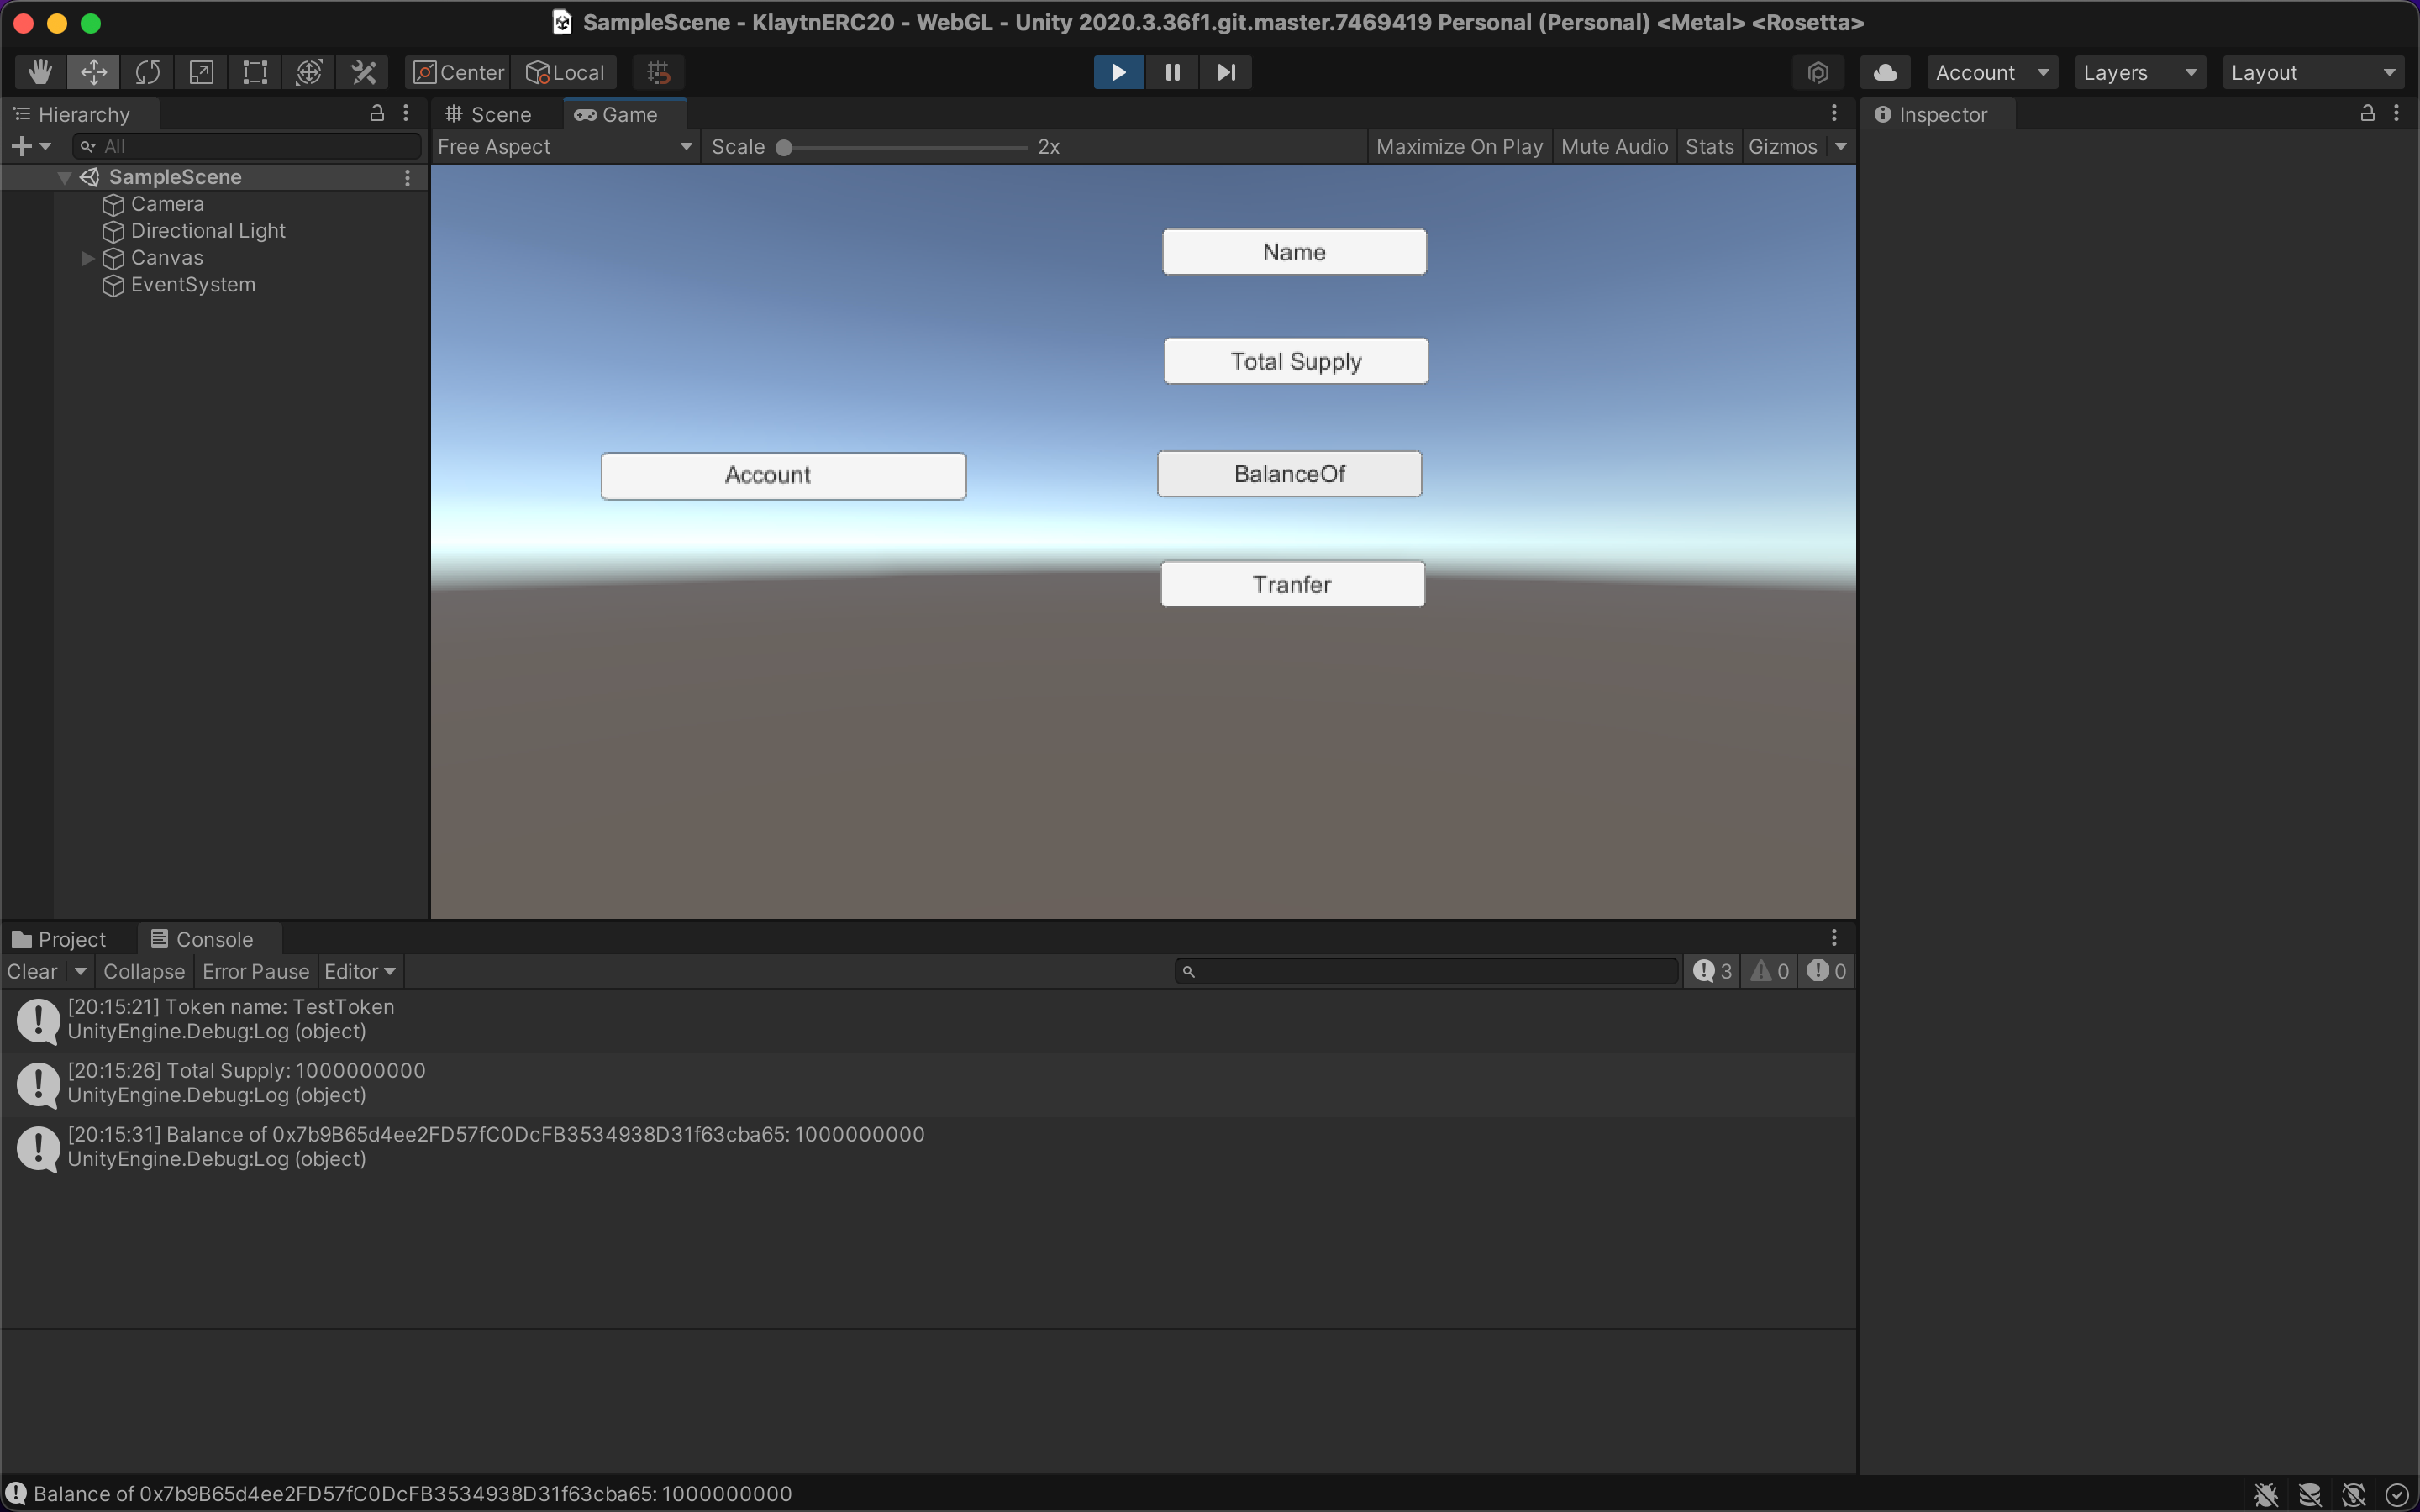 SampleScene - KlaytnERC20 - WebGL - Unity 2020.3.36f1.git.master.7469419 Personal (Personal) <Metal> <Rosetta>
Center Local Account Layers Layout
Hierarchy
All
SampleScene
Camera
Directional Light
Canvas
EventSystem
Scene Game
Free Aspect Scale 2x Maximize On Play Mute Audio Stats Gizmos
Name
Total Supply
Account
BalanceOf
Tranfer
Inspector
Project Console
Clear Collapse Error Pause Editor 3 0 0
[20:15:21] Token name: TestToken
UnityEngine.Debug:Log (object)
[20:15:26] Total Supply: 1000000000
UnityEngine.Debug:Log (object)
[20:15:31] Balance of 0x7b9B65d4ee2FD57fC0DcFB3534938D31f63cba65: 1000000000
UnityEngine.Debug:Log (object)
Balance of 0x7b9B65d4ee2FD57fC0DcFB3534938D31f63cba65: 1000000000